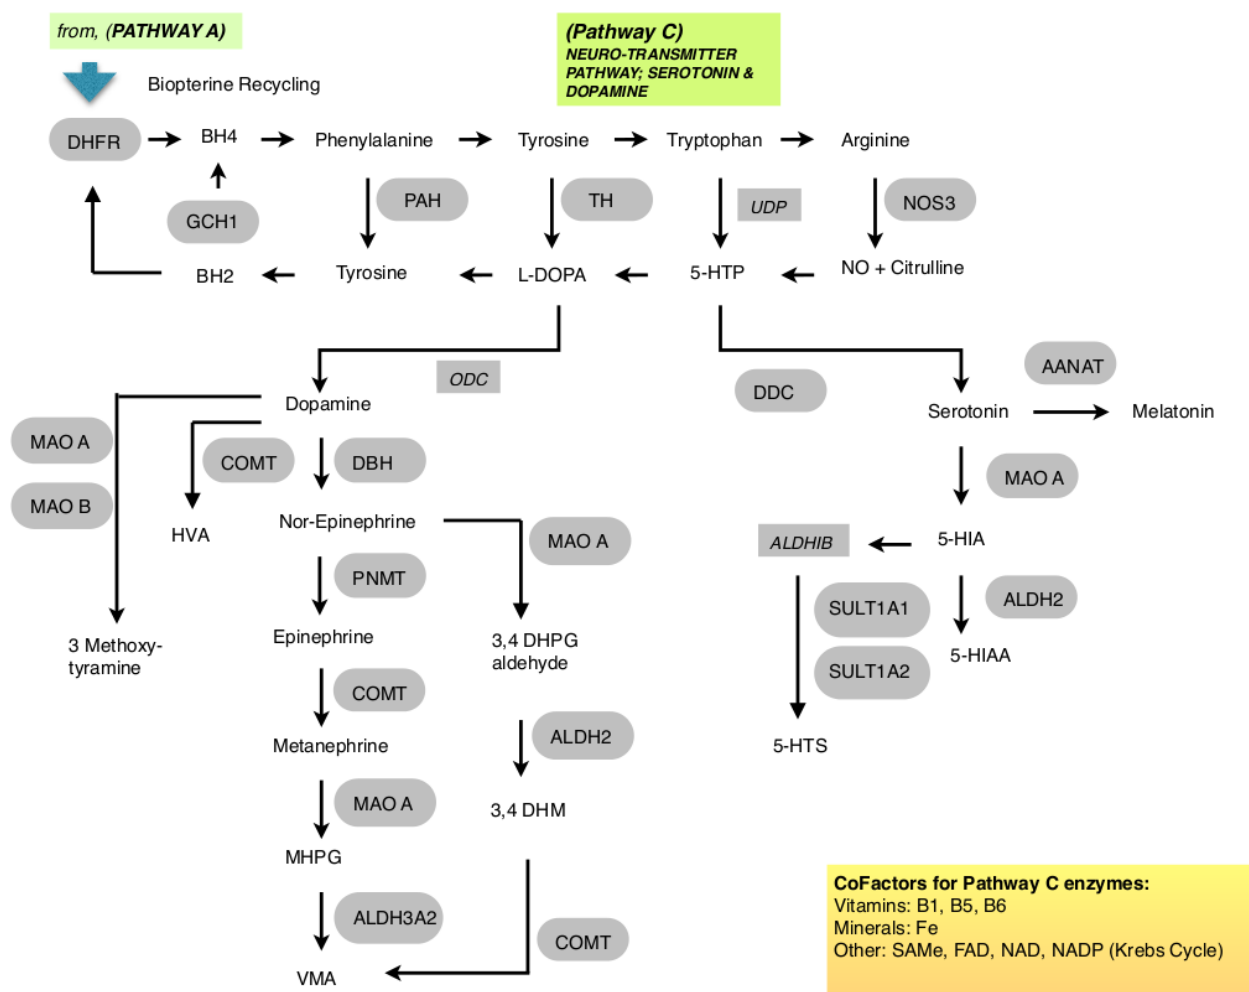 from, (PATHWAY A)
(Pathway C)
NEURO-TRANSMITTER
PATHWAY; SEROTONIN &
DOPAMINE
Biopterine Recycling
DHFR
BH4
Phenylalanine
Tyrosine
Tryptophan
Arginine
GCH1
PAH
TH
UDP
NOS3
BH2
Tyrosine
L-DOPA
5-HTP
NO + Citrulline
ODC
DDC
AANAT
Dopamine
Serotonin
Melatonin
MAO A
COMT
DBH
MAO A
MAO B
HVA
Nor-Epinephrine
MAO A
ALDHIB
5-HIA
PNMT
SULT1A1
ALDH2
3 Methoxy-
tyramine
Epinephrine
3,4 DHPG
aldehyde
SULT1A2
5-HIAA
COMT
ALDH2
Metanephrine
5-HTS
MAO A
3,4 DHM
MHPG
ALDH3A2
COMT
VMA
CoFactors for Pathway C enzymes:
Vitamins: B1, B5, B6
Minerals: Fe
Other: SAMe, FAD, NAD, NADP (Krebs Cycle)